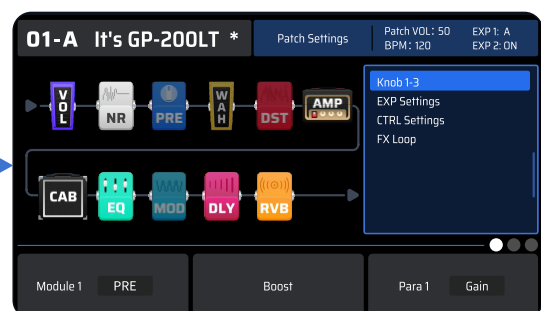 01-A It's GP-200LT *
Patch Settings
Patch VOL: 50 EXP 1: A
BPM: 120 EXP 2: ON
VOL
NR
PRE
WAH
DST
AMP
CAB
EQ
MOD
DLY
RVB
Knob 1-3
EXP Settings
CTRL Settings
FX Loop
Module 1 PRE
Boost
Para 1 Gain